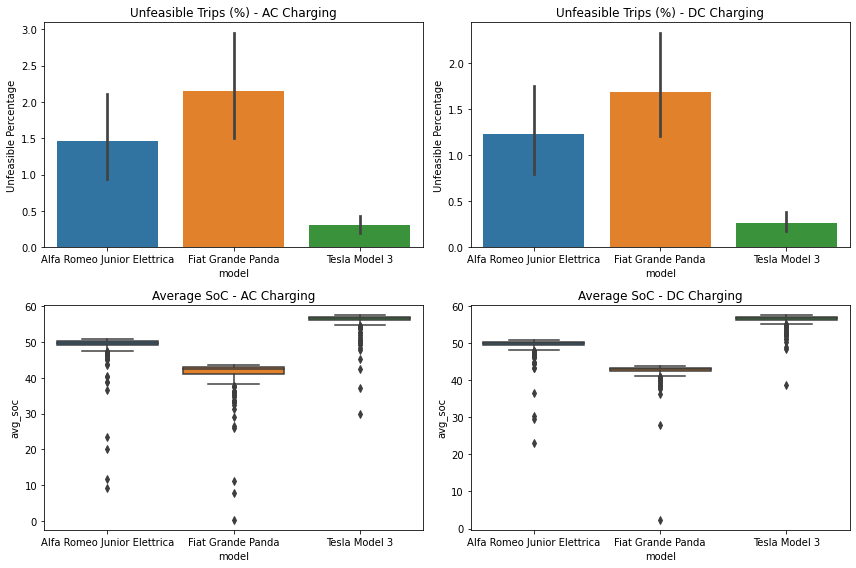 Unfeasible Trips (%) - AC Charging
Unfeasible Percentage
3.0
2.5
2.0
1.5
1.0
0.5
0.0
Alfa Romeo Junior Elettrica Fiat Grande Panda Tesla Model 3
model
Unfeasible Trips (%) - DC Charging
Unfeasible Percentage
2.0
1.5
1.0
0.5
0.0
Alfa Romeo Junior Elettrica Fiat Grande Panda Tesla Model 3
model
Average SoC - AC Charging
avg_soc
60
50
40
30
20
10
0
Alfa Romeo Junior Elettrica Fiat Grande Panda Tesla Model 3
model
Average SoC - DC Charging
avg_soc
60
50
40
30
20
10
0
Alfa Romeo Junior Elettrica Fiat Grande Panda Tesla Model 3
model